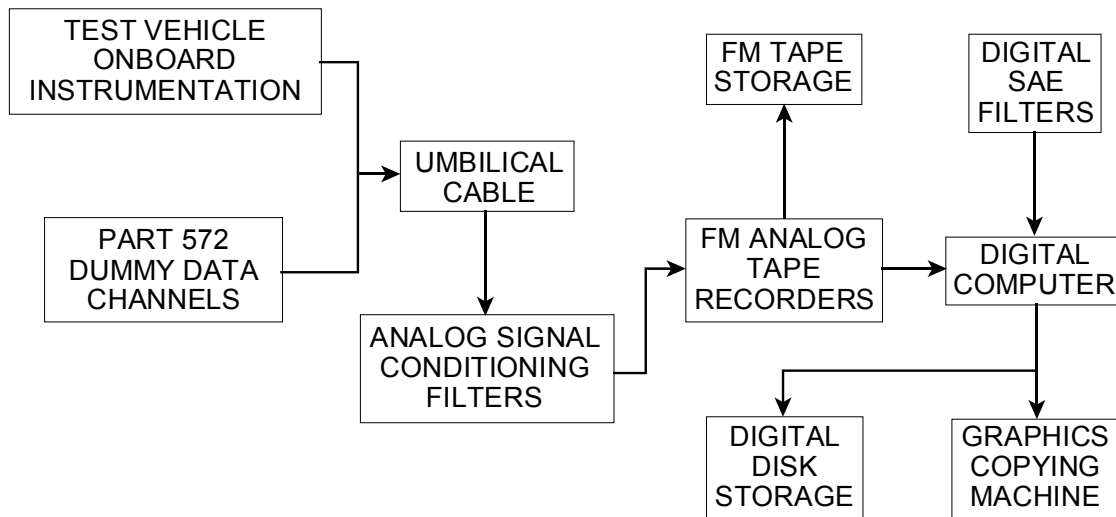 TEST VEHICLE
ONBOARD
INSTRUMENTATION
PART 572
DUMMY DATA
CHANNELS
UMBILICAL
CABLE
ANALOG SIGNAL
CONDITIONING
FILTERS
FM TAPE
STORAGE
FM ANALOG
TAPE
RECORDERS
DIGITAL
SAE
FILTERS
DIGITAL
COMPUTER
DIGITAL
DISK
STORAGE
GRAPHICS
COPYING
MACHINE